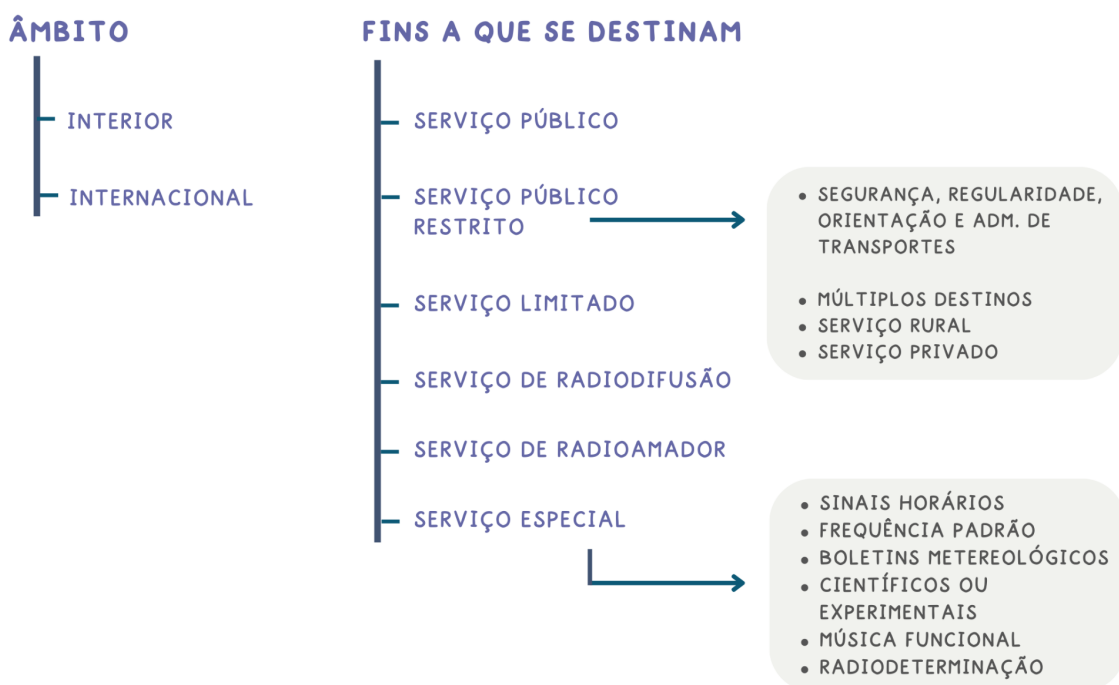 ÂMBITO
INTERIOR
INTERNACIONAL
FINS A QUE SE DESTINAM
SERVIÇO PÚBLICO
SERVIÇO PÚBLICO
RESTRITO
SERVIÇO LIMITADO
SERVIÇO DE RADIODIFUSÃO
SERVIÇO DE RADIOAMADOR
SERVIÇO ESPECIAL
• SEGURANÇA, REGULARIDADE,
ORIENTAÇÃO E ADM. DE
TRANSPORTES
• MÚLTIPLOS DESTINOS
• SERVIÇO RURAL
• SERVIÇO PRIVADO
• SINAIS HORÁRIOS
• FREQUÊNCIA PADRÃO
• BOLETINS METEREOLÓGICOS
• CIENTÍFICOS OU
EXPERIMENTAIS
• MÚSICA FUNCIONAL
• RADIODETERMINAÇÃO